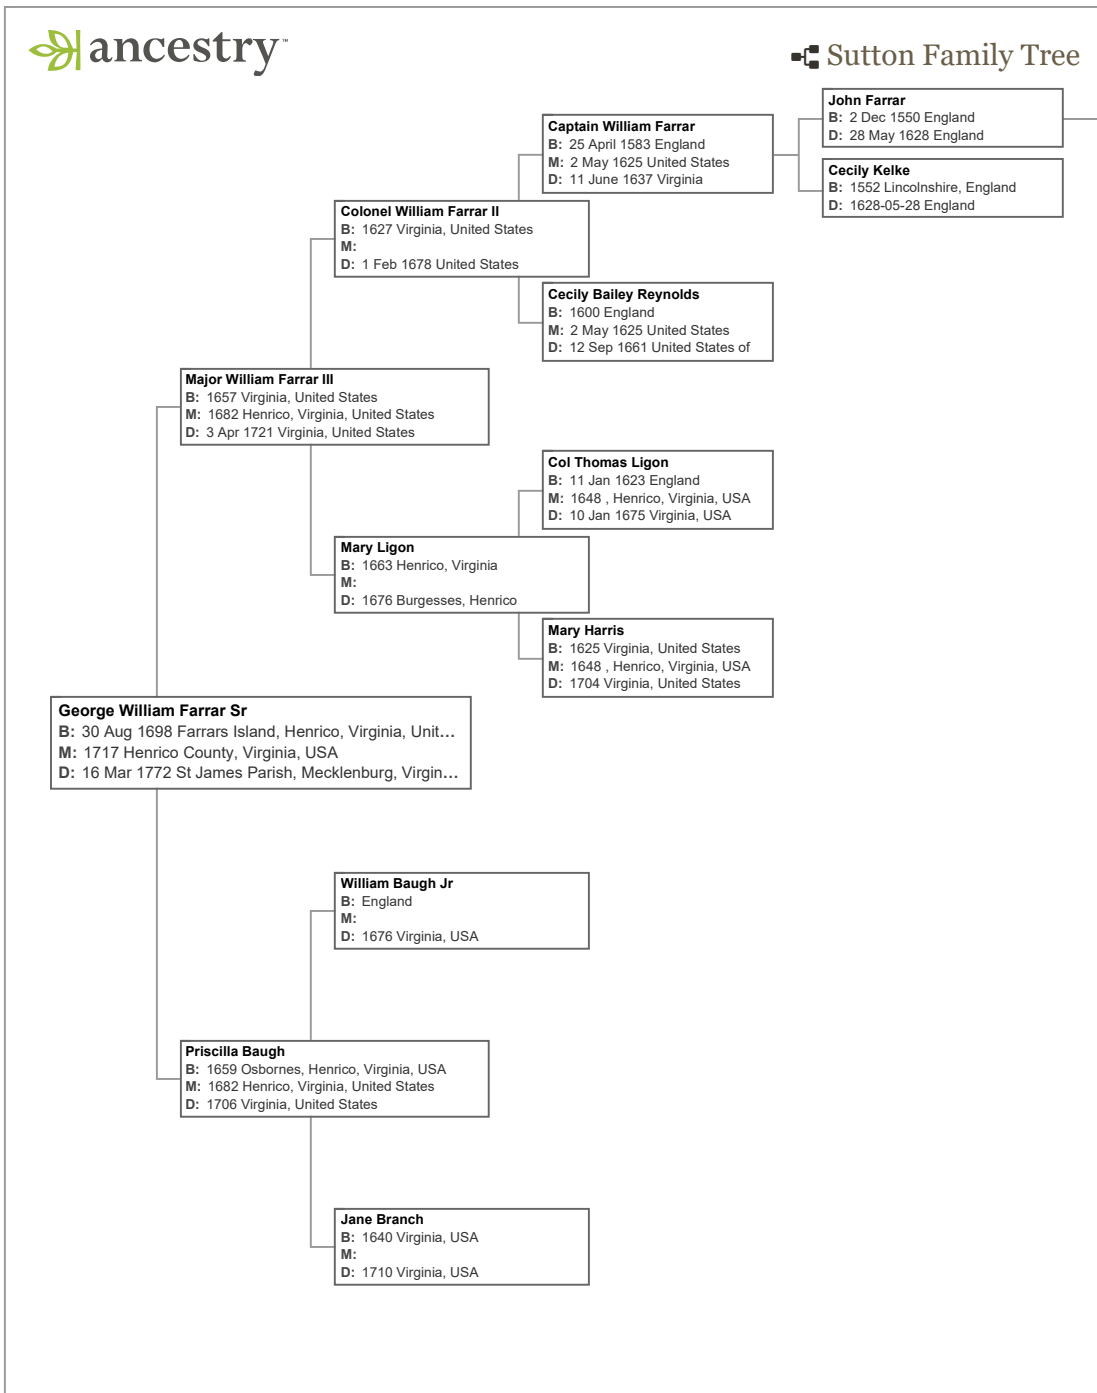 ancestry™
Sutton Family Tree
John Farrar
B: 2 Dec 1550 England
D: 28 May 1628 England
Captain William Farrar
B: 25 April 1583 England
M: 2 May 1625 United States
D: 11 June 1637 Virginia
Cecily Kelke
B: 1552 Lincolnshire, England
D: 1628-05-28 England
Colonel William Farrar II
B: 1627 Virginia, United States
M:
D: 1 Feb 1678 United States
Cecily Bailey Reynolds
B: 1600 England
M: 2 May 1625 United States
D: 12 Sep 1661 United States of
Major William Farrar III
B: 1657 Virginia, United States
M: 1682 Henrico, Virginia, United States
D: 3 Apr 1721 Virginia, United States
Col Thomas Ligon
B: 11 Jan 1623 England
M: 1648 , Henrico, Virginia, USA
D: 10 Jan 1675 Virginia, USA
Mary Ligon
B: 1663 Henrico, Virginia
M:
D: 1676 Burgesses, Henrico
Mary Harris
B: 1625 Virginia, United States
M: 1648 , Henrico, Virginia, USA
D: 1704 Virginia, United States
George William Farrar Sr
B: 30 Aug 1698 Farrars Island, Henrico, Virginia, Unit...
M: 1717 Henrico County, Virginia, USA
D: 16 Mar 1772 St James Parish, Mecklenburg, Virgin...
William Baugh Jr
B: England
M:
D: 1676 Virginia, USA
Priscilla Baugh
B: 1659 Osbornes, Henrico, Virginia, USA
M: 1682 Henrico, Virginia, United States
D: 1706 Virginia, United States
Jane Branch
B: 1640 Virginia, USA
M:
D: 1710 Virginia, USA